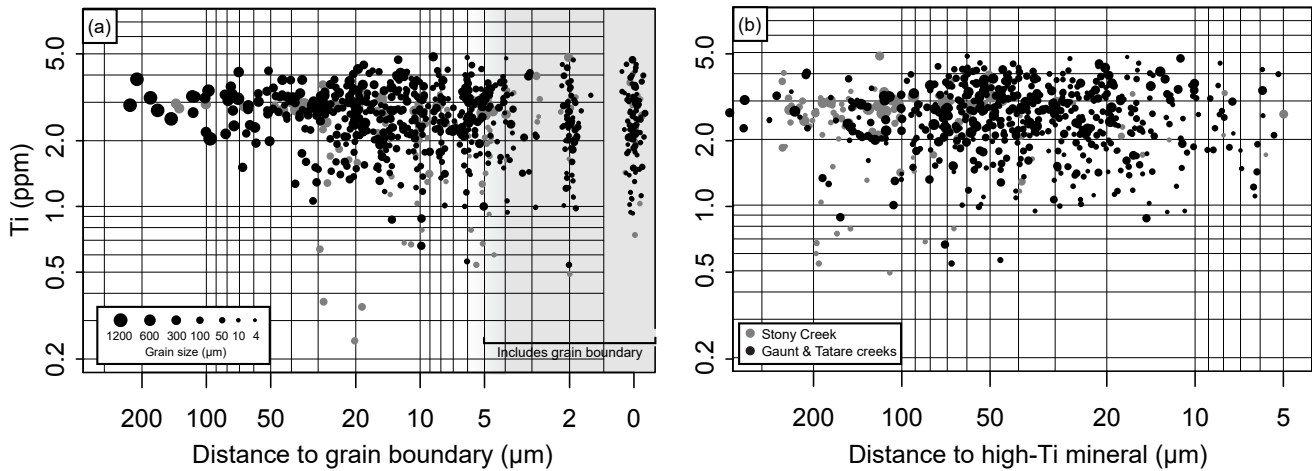 (a)
Ti (ppm)
5.0
2.0
1.0
0.5
0.2
1200 600 300 100 50 10 4
Grain size (µm)
Includes grain boundary
200 100 50 20 10 5 2 0
Distance to grain boundary (µm)
(b)
5.0
2.0
1.0
0.5
0.2
Stony Creek
Gaunt & Tatare creeks
200 100 50 20 10 5
Distance to high-Ti mineral (µm)